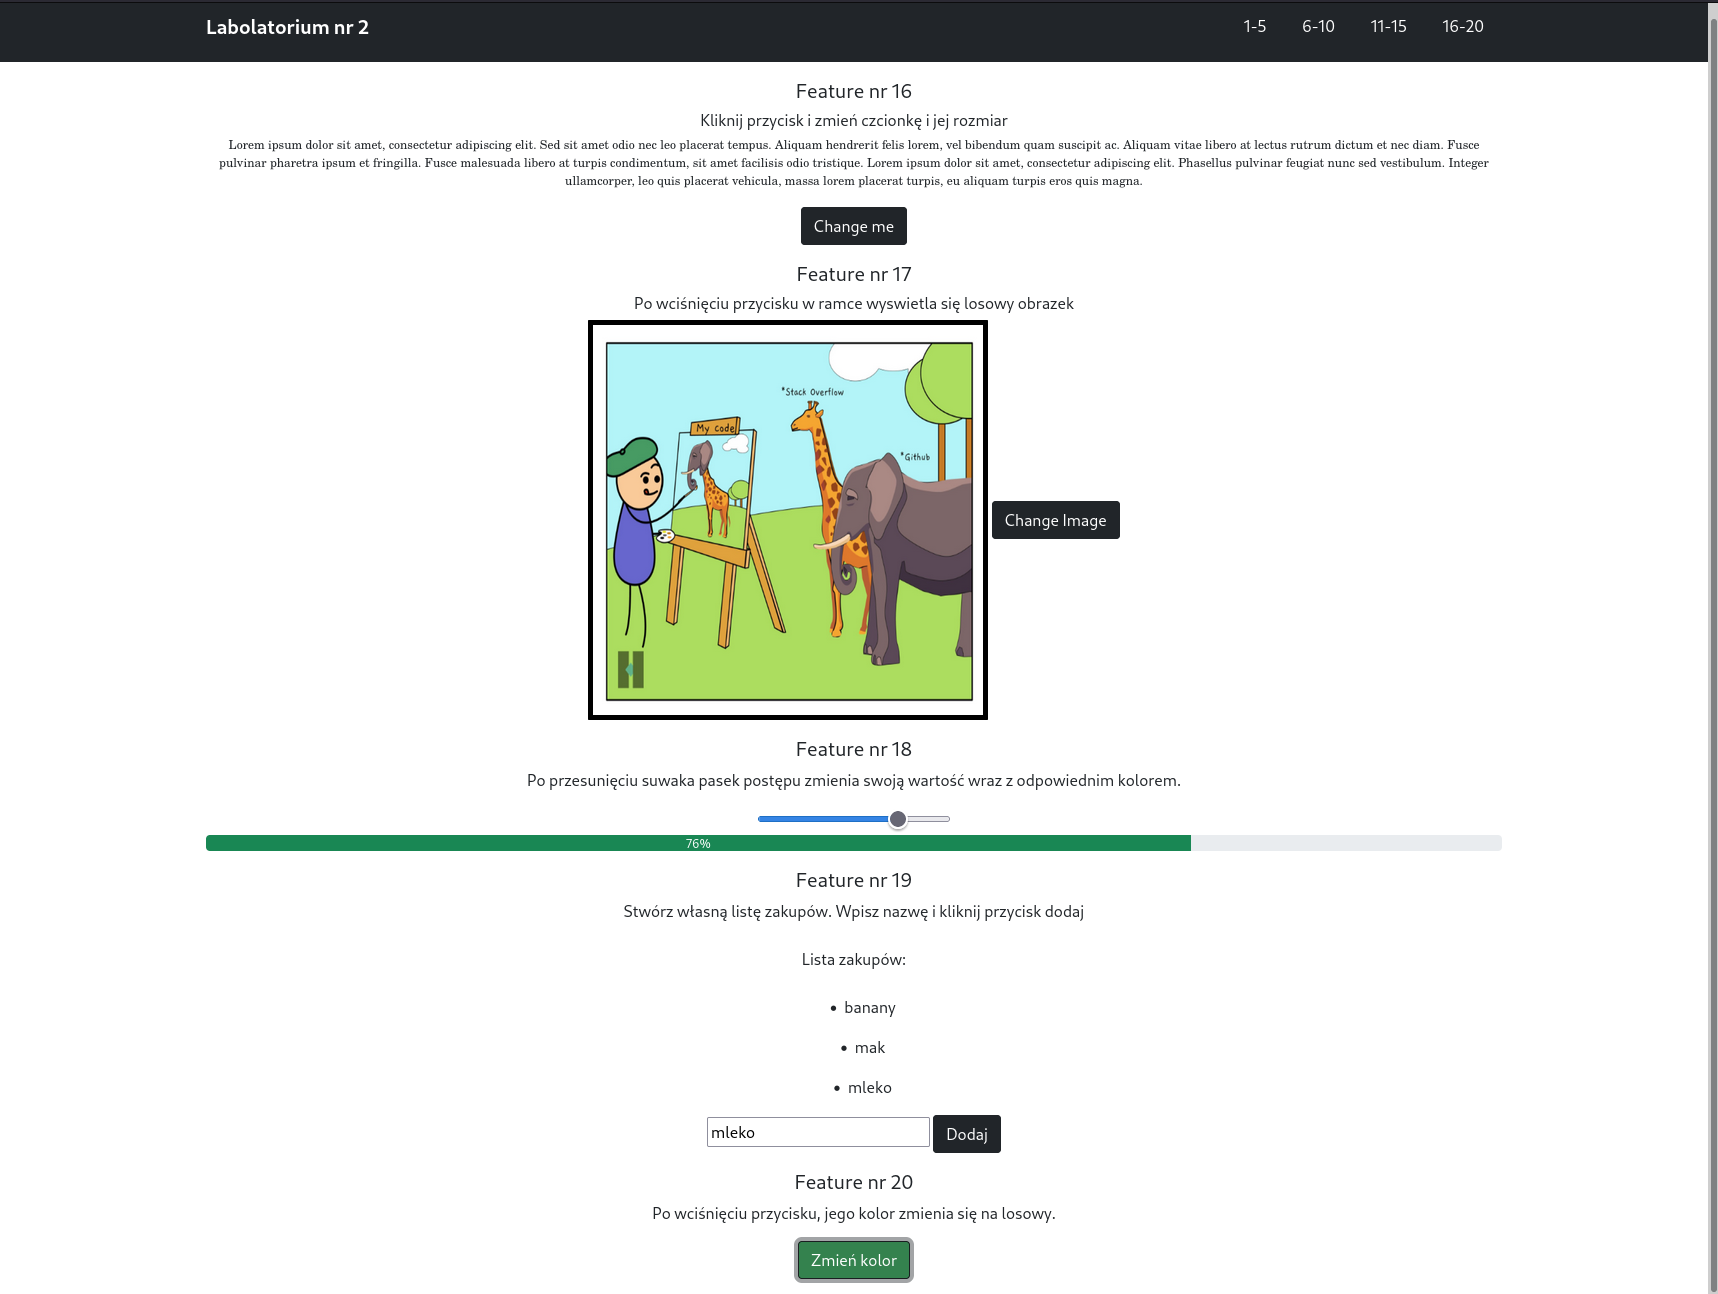 Labolatorium nr 2
1-5 6-10 11-15 16-20
Feature nr 16
Kliknij przycisk i zmień czcionkę i jej rozmiar
Lorem ipsum dolor sit amet, consectetur adipiscing elit. Sed sit amet odio nec leo placerat tempus. Aliquam hendrerit felis lorem, vel bibendum quam suscipit ac. Aliquam vitae libero at lectus rutrum dictum et nec diam. Fusce
pulvinar pharetra ipsum et fringilla. Fusce malesuada libero at turpis condimentum, sit amet facilisis odio tristique. Lorem ipsum dolor sit amet, consectetur adipiscing elit. Phasellus pulvinar feugiat nunc sed vestibulum. Integer
ullamcorper, leo quis placerat vehicula, massa lorem placerat turpis, eu aliquam turpis eros quis magna.
Change me
Feature nr 17
Po wciśnięciu przycisku w ramce wyswietla się losowy obrazek
*Stack Overflow
My code
*Github
Change Image
Feature nr 18
Po przesunięciu suwaka pasek postępu zmienia swoją wartość wraz z odpowiednim kolorem.
76%
Feature nr 19
Stwórz własną listę zakupów. Wpisz nazwę i kliknij przycisk dodaj
Lista zakupów:
• banany
• mak
• mleko
mleko Dodaj
Feature nr 20
Po wciśnięciu przycisku, jego kolor zmienia się na losowy.
Zmień kolor